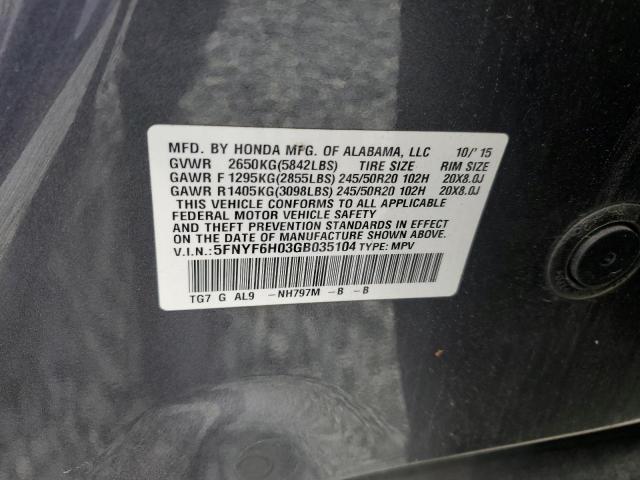 MFD. BY HONDA MFG. OF ALABAMA, LLC 10/'15
GVWR 2650KG(5842LBS) TIRE SIZE RIM SIZE
GAWR F 1295KG(2855LBS) 245/50R20 102H 20X8.0J
GAWR R 1405KG(3098LBS) 245/50R20 102H 20X8.0J
THIS VEHICLE CONFORMS TO ALL APPLICABLE
FEDERAL MOTOR VEHICLE SAFETY
AND THEFT PREVENTION STANDARDS IN EFFECT
ON THE DATE OF MANUFACTURE SHOWN ABOVE.
V.I.N.: 5FNYF6H03GB035104 TYPE: MPV
TG7 G AL9 -NH797M -B -B